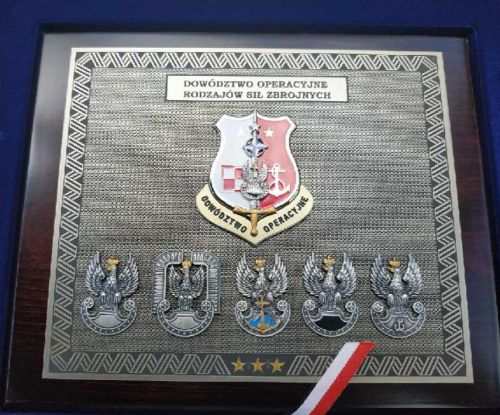 DOWÓDZTWO OPERACYJNE
RODZAJÓW SIŁ ZBROJNYCH
DOWÓDZTWO OPERACYJNE